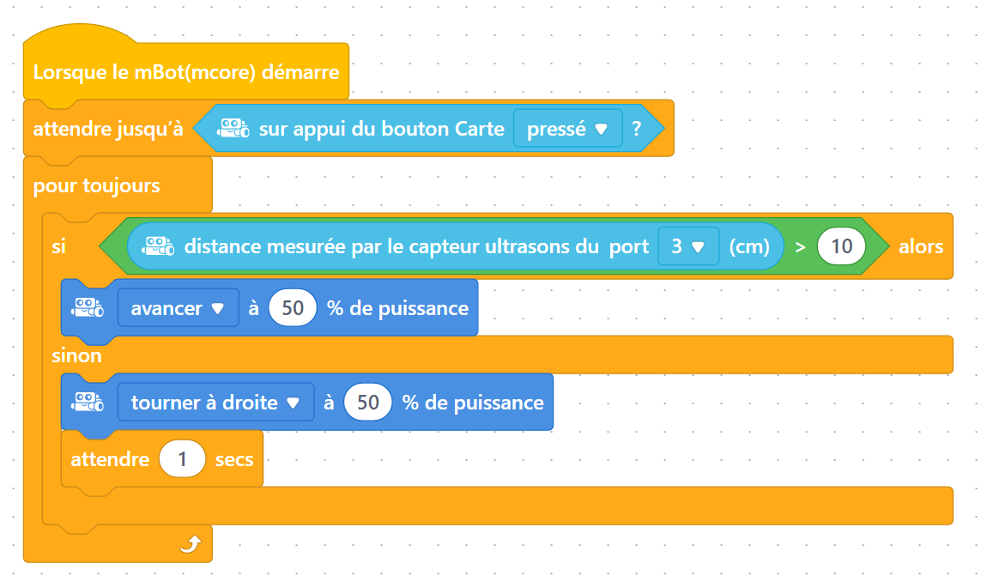 Lorsque le mBot(mcore) démarre
attendre jusqu'à sur appui du bouton Carte pressé ?
pour toujours
si distance mesurée par le capteur ultrasons du port 3 (cm) > 10 alors
avancer à 50 % de puissance
sinon
tourner à droite à 50 % de puissance
attendre 1 secs